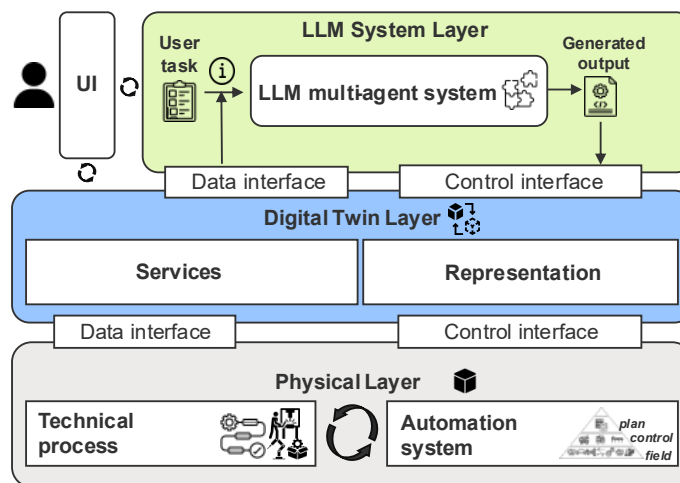 LLM System Layer
UI
User
task
i
LLM multi-agent system
Generated
output
</>
Data interface
Control interface
Digital Twin Layer
Services
Representation
Data interface
Control interface
Physical Layer
Technical
process
Automation
system
plan
control
field